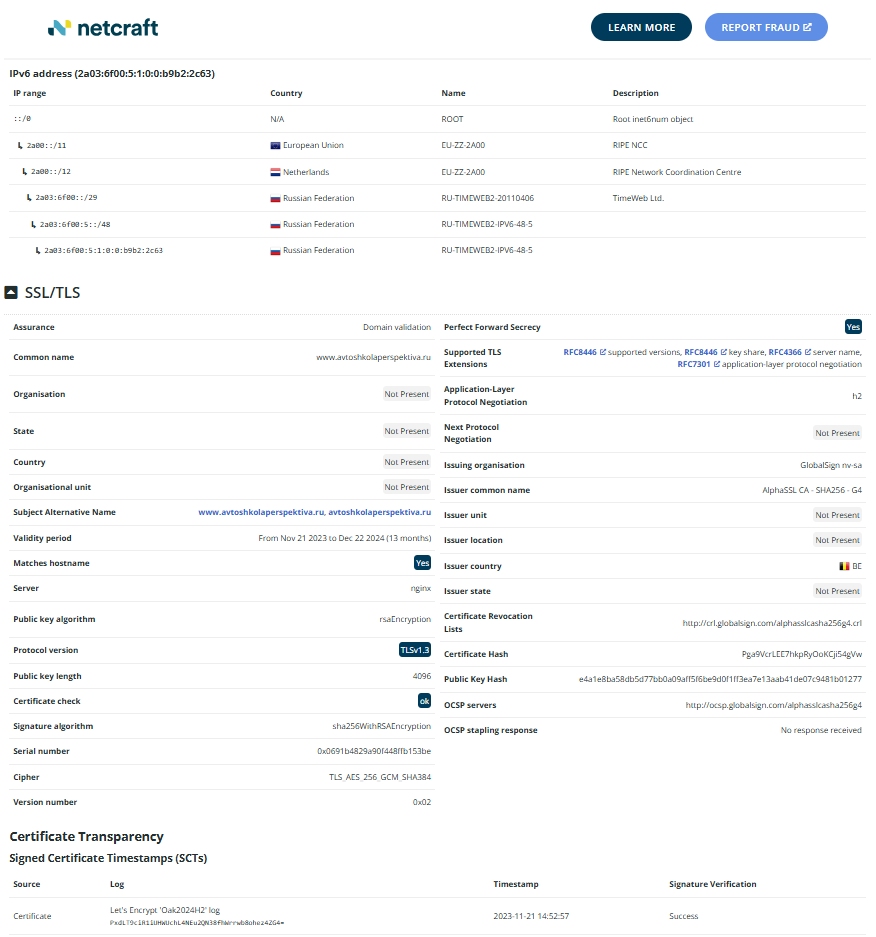 netcraft
LEARN MORE
REPORT FRAUD
IPv6 address (2a03:6f00:5:1:0:0:b9b2:2c63)
IP range Country Name Description
::/0 N/A ROOT Root inet6num object
↳ 2a00::/11 European Union EU-ZZ-2A00 RIPE NCC
↳ 2a00::/12 Netherlands EU-ZZ-2A00 RIPE Network Coordination Centre
↳ 2a03:6f00::/29 Russian Federation RU-TIMEWEB2-20110406 TimeWeb Ltd.
↳ 2a03:6f00:5::/48 Russian Federation RU-TIMEWEB2-IPV6-48-5
↳ 2a03:6f00:5:1:0:0:b9b2:2c63 Russian Federation RU-TIMEWEB2-IPV6-48-5
SSL/TLS
Assurance Domain validation
Common name www.avtoshkolaperspektiva.ru
Organisation Not Present
State Not Present
Country Not Present
Organisational unit Not Present
Subject Alternative Name www.avtoshkolaperspektiva.ru, avtoshkolaperspektiva.ru
Validity period From Nov 21 2023 to Dec 22 2024 (13 months)
Matches hostname Yes
Server nginx
Public key algorithm rsaEncryption
Protocol version TLSv1.3
Public key length 4096
Certificate check ok
Signature algorithm sha256WithRSAEncryption
Serial number 0x0691b4829a90f448ffb153be
Cipher TLS_AES_256_GCM_SHA384
Version number 0x02
Perfect Forward Secrecy Yes
Supported TLS Extensions RFC8446 supported versions, RFC8446 key share, RFC4366 server name,
RFC7301 application-layer protocol negotiation
Application-Layer
Protocol Negotiation h2
Next Protocol
Negotiation Not Present
Issuing organisation GlobalSign nv-sa
Issuer common name AlphaSSL CA - SHA256 - G4
Issuer unit Not Present
Issuer location Not Present
Issuer country BE
Issuer state Not Present
Certificate Revocation
Lists http://crl.globalsign.com/alphasslcasha256g4.crl
Certificate Hash Pga9VcrLEE7hkpRyOoKCji54gVw
Public Key Hash e4a1e8ba58db5d77bb0a09aff5f6be9d0f1ff3ea7e13aab41de07c9481b01277
OCSP servers http://ocsp.globalsign.com/alphasslcasha256g4
OCSP stapling response No response received
Certificate Transparency
Signed Certificate Timestamps (SCTs)
Source Log Timestamp Signature Verification
Certificate Let's Encrypt 'Oak2024H2' log 2023-11-21 14:52:57 Success
PxdLT9ciR1iUHWUchL4NEu2QN38fhWrrwb8ohez4ZG4=